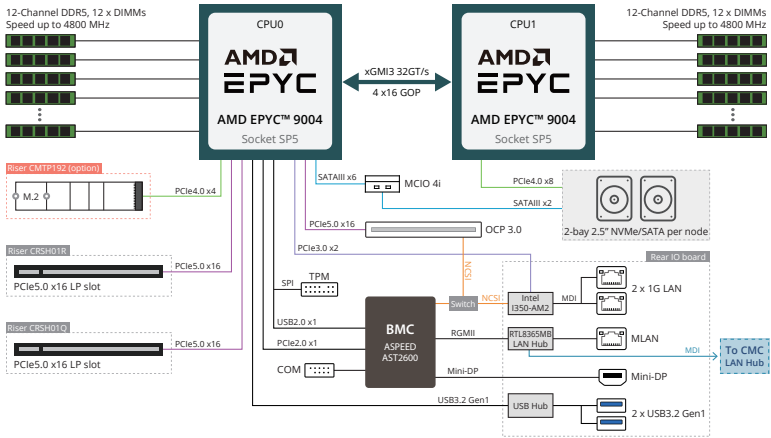 12-Channel DDR5, 12 x DIMMs
Speed up to 4800 MHz
CPU0
AMD
EPYC
AMD EPYC™ 9004
Socket SP5
xGMI3 32GT/s
4 x16 GOP
CPU1
AMD
EPYC
AMD EPYC™ 9004
Socket SP5
12-Channel DDR5, 12 x DIMMs
Speed up to 4800 MHz
Riser CMTP192 (option)
M.2
PCIe4.0 x4
SATAIII x6
MCIO 4i
PCIe4.0 x8
SATAIII x2
2-bay 2.5" NVMe/SATA per node
PCIe5.0 x16
OCP 3.0
PCIe3.0 x2
Riser CRSH01R
PCIe5.0 x16
PCIe5.0 x16 LP slot
Rear IO board
NCSI
SPI
TPM
Switch
NCSI
Intel
I350-AM2
MDI
2 x 1G LAN
Riser CRSH01Q
PCIe5.0 x16
PCIe5.0 x16 LP slot
USB2.0 x1
PCIe2.0 x1
COM
BMC
ASPEED
AST2600
RGMII
RTL8365MB
LAN Hub
MLAN
MDI
To CMC
LAN Hub
Mini-DP
Mini-DP
USB3.2 Gen1
USB Hub
2 x USB3.2 Gen1